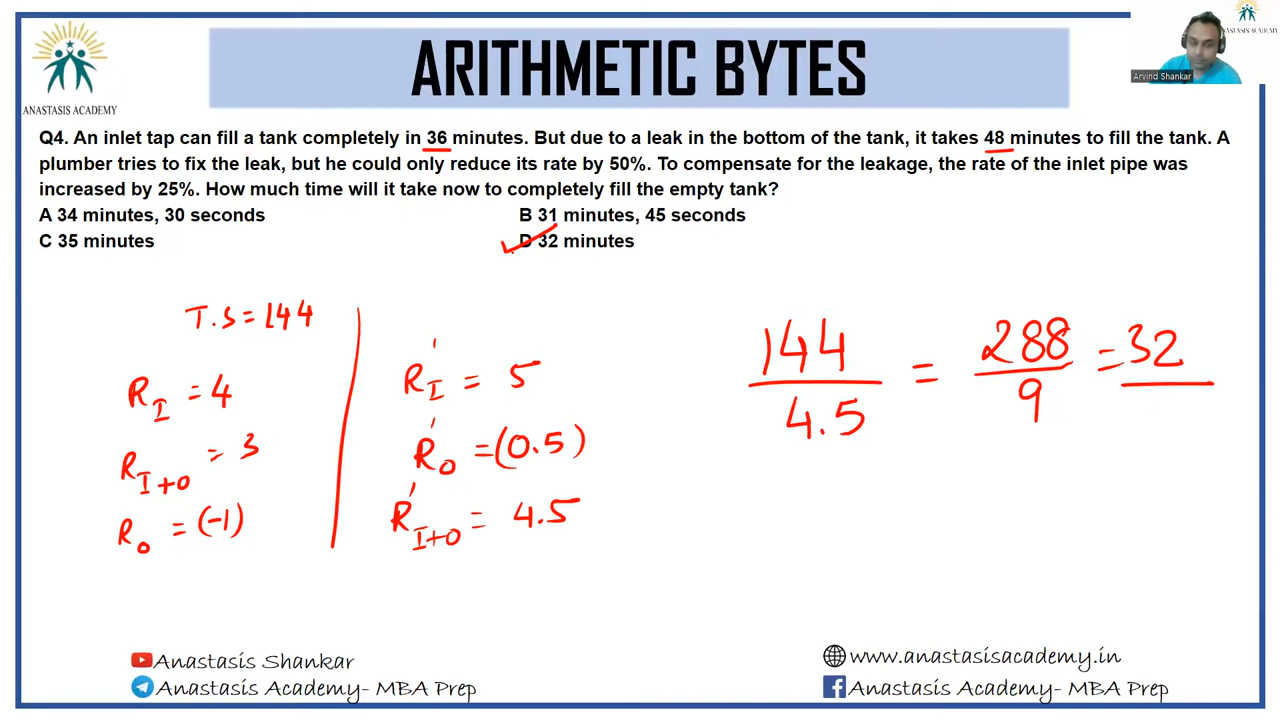 ANASTASIS ACADEMY
ARITHMETIC BYTES
ANASTASIS ACADEMY
Arvind Shankar
Q4. An inlet tap can fill a tank completely in 36 minutes. But due to a leak in the bottom of the tank, it takes 48 minutes to fill the tank. A
plumber tries to fix the leak, but he could only reduce its rate by 50%. To compensate for the leakage, the rate of the inlet pipe was
increased by 25%. How much time will it take now to completely fill the empty tank?
A 34 minutes, 30 seconds
B 31 minutes, 45 seconds
C 35 minutes
D 32 minutes
T.S = 144
R_I = 4
R_I+O = 3
R_O = (-1)
R'_I = 5
R'_O = (0.5)
R'_I+O = 4.5
144/4.5 = 288/9 = 32
Anastasis Shankar
Anastasis Academy- MBA Prep
www.anastasisacademy.in
Anastasis Academy- MBA Prep